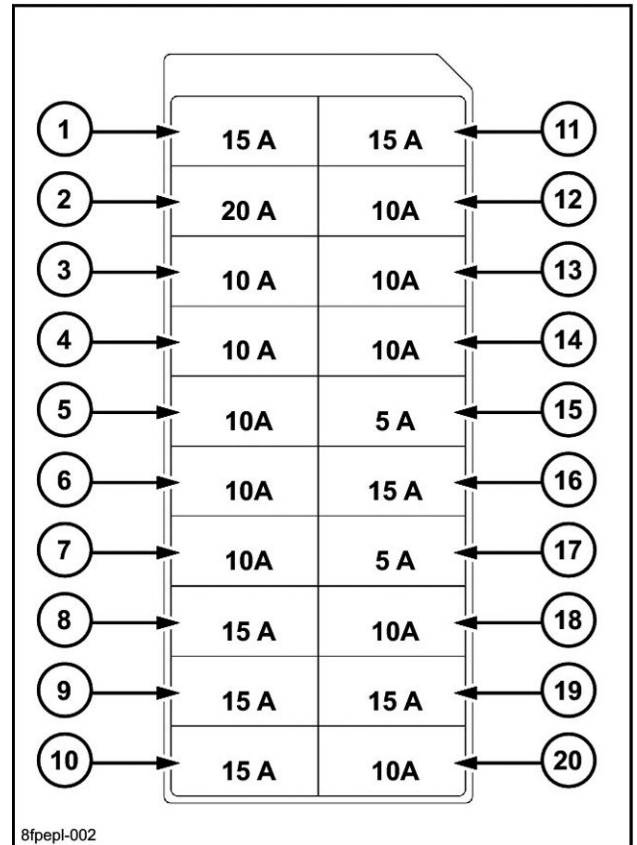 1 15 A 15 A 11
2 20 A 10A 12
3 10 A 10A 13
4 10 A 10A 14
5 10A 5 A 15
6 10A 15 A 16
7 10A 5 A 17
8 15 A 10A 18
9 15 A 15 A 19
10 15 A 10A 20
8fpepl-002